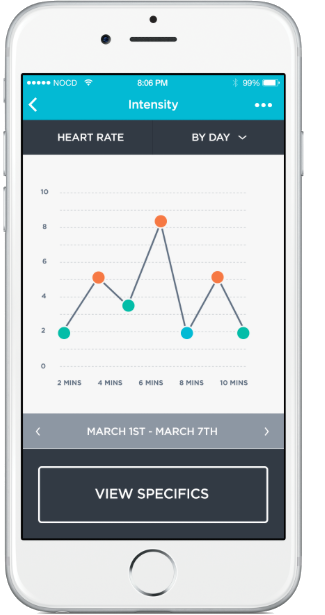 NOCD 8:06 PM 99%
Intensity
HEART RATE BY DAY
10
8
6
4
2
0
2 MINS 4 MINS 6 MINS 8 MINS 10 MINS
MARCH 1ST - MARCH 7TH
VIEW SPECIFICS